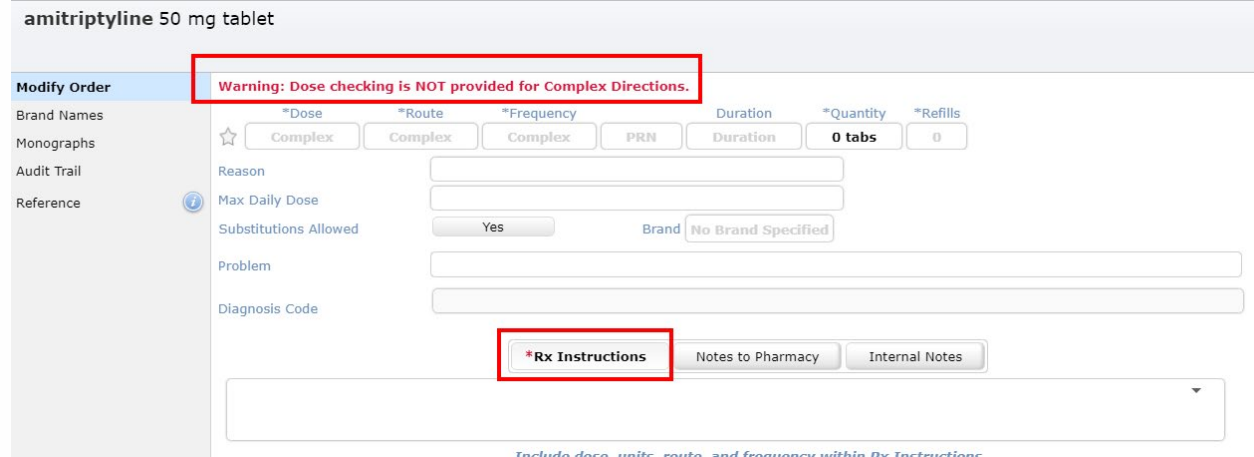 amitriptyline 50 mg tablet
Modify Order
Brand Names
Monographs
Audit Trail
Reference
Warning: Dose checking is NOT provided for Complex Directions.
*Dose *Route *Frequency Duration *Quantity *Refills
Complex Complex Complex PRN Duration 0 tabs 0
Reason
Max Daily Dose
Substitutions Allowed Yes Brand No Brand Specified
Problem
Diagnosis Code
*Rx Instructions Notes to Pharmacy Internal Notes
Include dose, units, route, and frequency within Rx Instructions